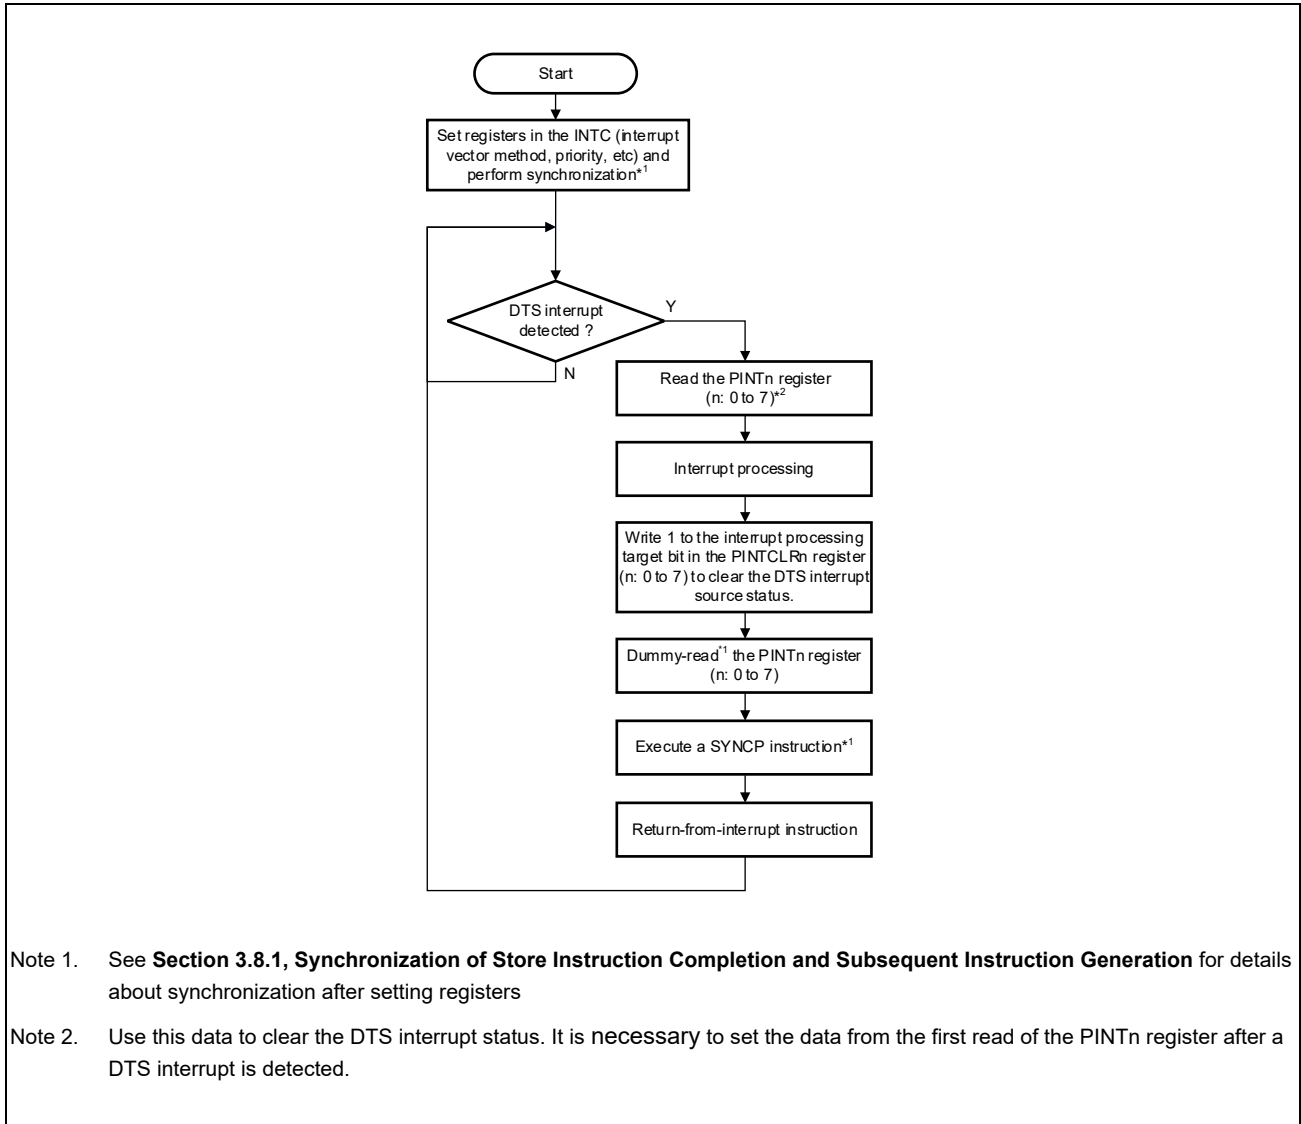 Start
Set registers in the INTC (interrupt
vector method, priority, etc) and
perform synchronization*1
DTS interrupt
detected ?
Y
N
Read the PINTn register
(n: 0 to 7)*2
Interrupt processing
Write 1 to the interrupt processing
target bit in the PINTCLRn register
(n: 0 to 7) to clear the DTS interrupt
source status.
Dummy-read*1 the PINTn register
(n: 0 to 7)
Execute a SYNCP instruction*1
Return-from-interrupt instruction
Note 1. See Section 3.8.1, Synchronization of Store Instruction Completion and Subsequent Instruction Generation for details
about synchronization after setting registers
Note 2. Use this data to clear the DTS interrupt status. It is necessary to set the data from the first read of the PINTn register after a
DTS interrupt is detected.